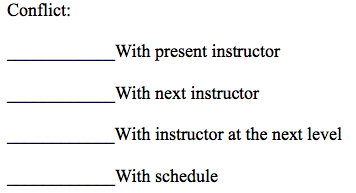 Conflict:
____________With present instructor
____________With next instructor
____________With instructor at the next level
____________With schedule